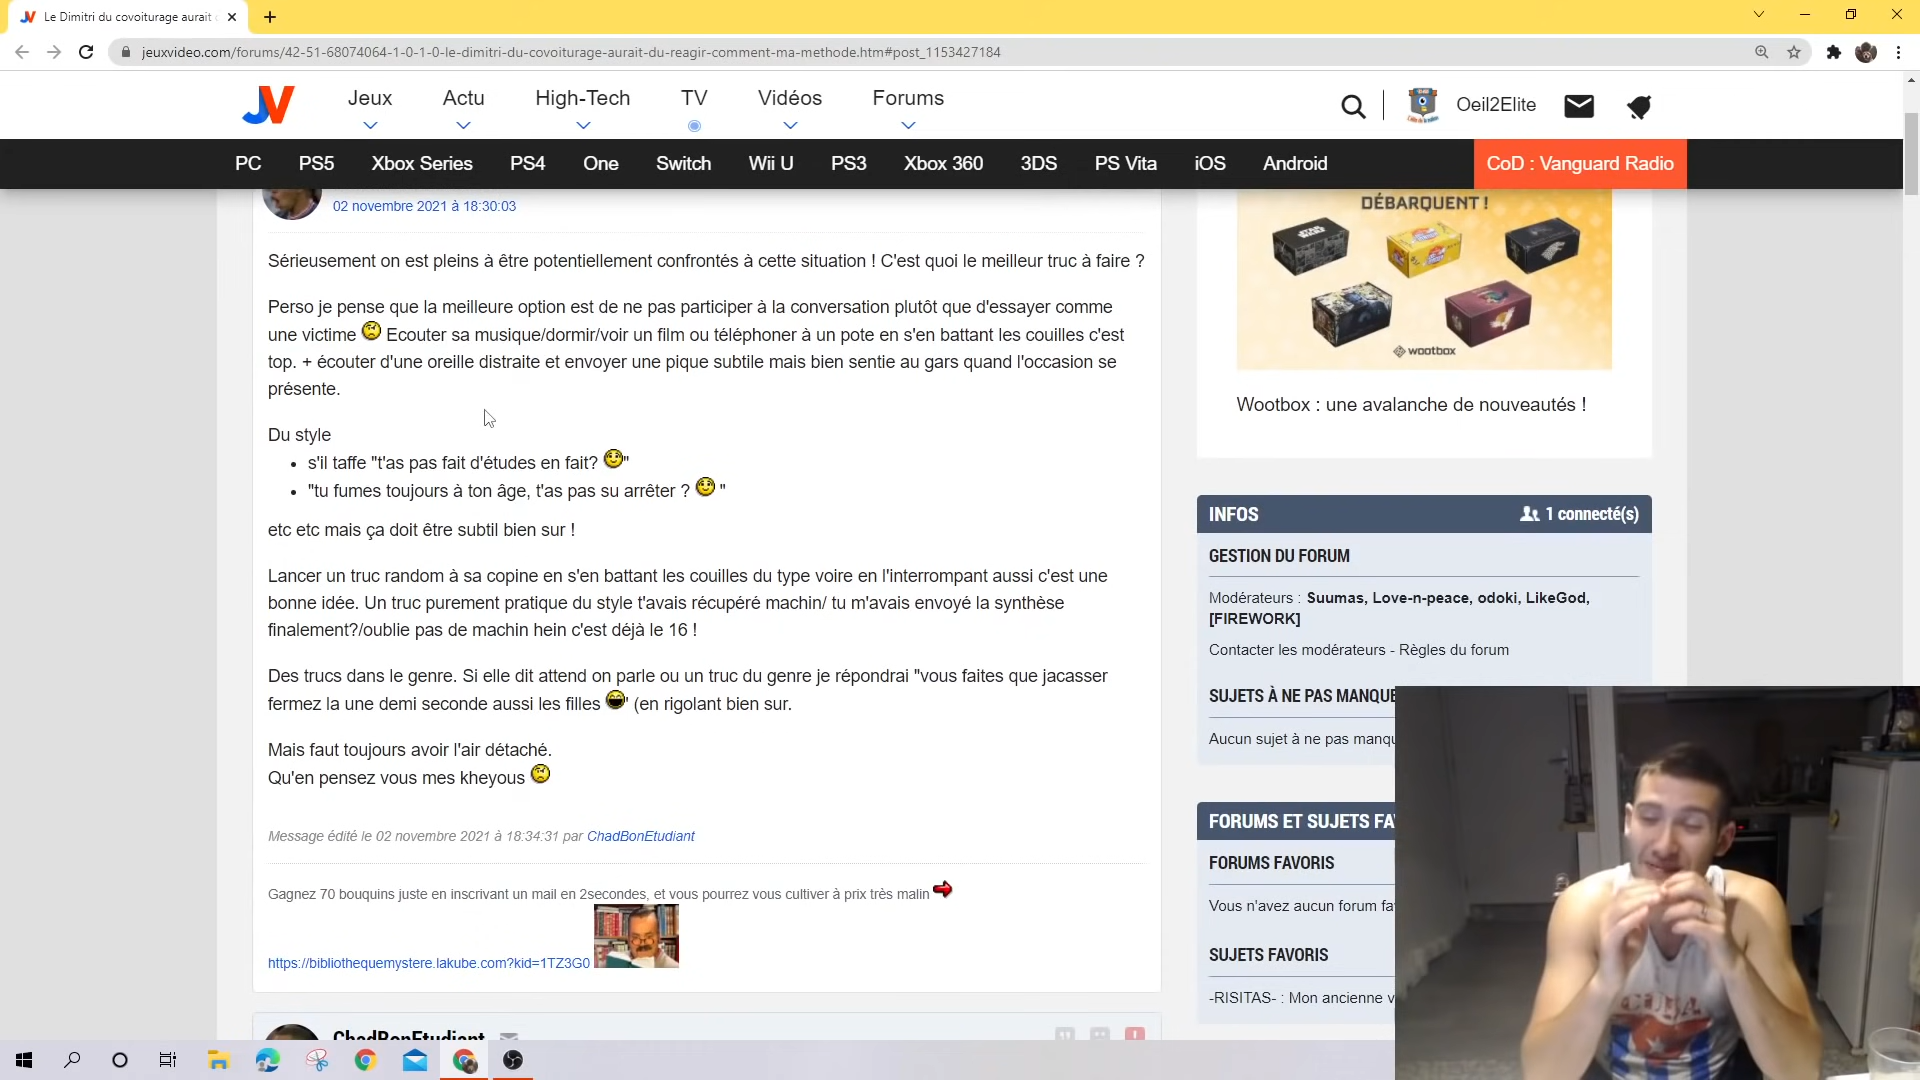 Le Dimitri du covoiturage aurait
jeuxvideo.com/forums/42-51-68074064-1-0-1-0-le-dimitri-du-covoiturage-aurait-du-reagir-comment-ma-methode.htm#post_1153427184
JV Jeux Actu High-Tech TV Vidéos Forums Oeil2Elite
PC PS5 Xbox Series PS4 One Switch Wii U PS3 Xbox 360 3DS PS Vita iOS Android CoD : Vanguard Radio
02 novembre 2021 à 18:30:03
Sérieusement on est pleins à être potentiellement confrontés à cette situation ! C'est quoi le meilleur truc à faire ?
Perso je pense que la meilleure option est de ne pas participer à la conversation plutôt que d'essayer comme
une victime Ecouter sa musique/dormir/voir un film ou téléphoner à un pote en s'en battant les couilles c'est
top. + écouter d'une oreille distraite et envoyer une pique subtile mais bien sentie au gars quand l'occasion se
présente.
Du style
• s'il taffe "t'as pas fait d'études en fait? "
• "tu fumes toujours à ton âge, t'as pas su arrêter ? "
etc etc mais ça doit être subtil bien sur !
Lancer un truc random à sa copine en s'en battant les couilles du type voire en l'interrompant aussi c'est une
bonne idée. Un truc purement pratique du style t'avais récupéré machin/ tu m'avais envoyé la synthèse
finalement?/oublie pas de machin hein c'est déjà le 16 !
Des trucs dans le genre. Si elle dit attend on parle ou un truc du genre je répondrai "vous faites que jacasser
fermez la une demi seconde aussi les filles " (en rigolant bien sur.
Mais faut toujours avoir l'air détaché.
Qu'en pensez vous mes kheyous
Message édité le 02 novembre 2021 à 18:34:31 par ChadBonEtudiant
Gagnez 70 bouquins juste en inscrivant un mail en 2secondes, et vous pourrez vous cultiver à prix très malin
https://bibliothequemystere.lakube.com?kid=1TZ3G0
ChadBonEtudiant
DÉBARQUENT !
STAR WARS
wootbox
Wootbox : une avalanche de nouveautés !
INFOS 1 connecté(s)
GESTION DU FORUM
Modérateurs : Suumas, Love-n-peace, odoki, LikeGod,
[FIREWORK]
Contacter les modérateurs - Règles du forum
SUJETS À NE PAS MANQUE
Aucun sujet à ne pas manqu
FORUMS ET SUJETS FA
FORUMS FAVORIS
Vous n'avez aucun forum fa
SUJETS FAVORIS
-RISITAS- : Mon ancienne v
CUBA